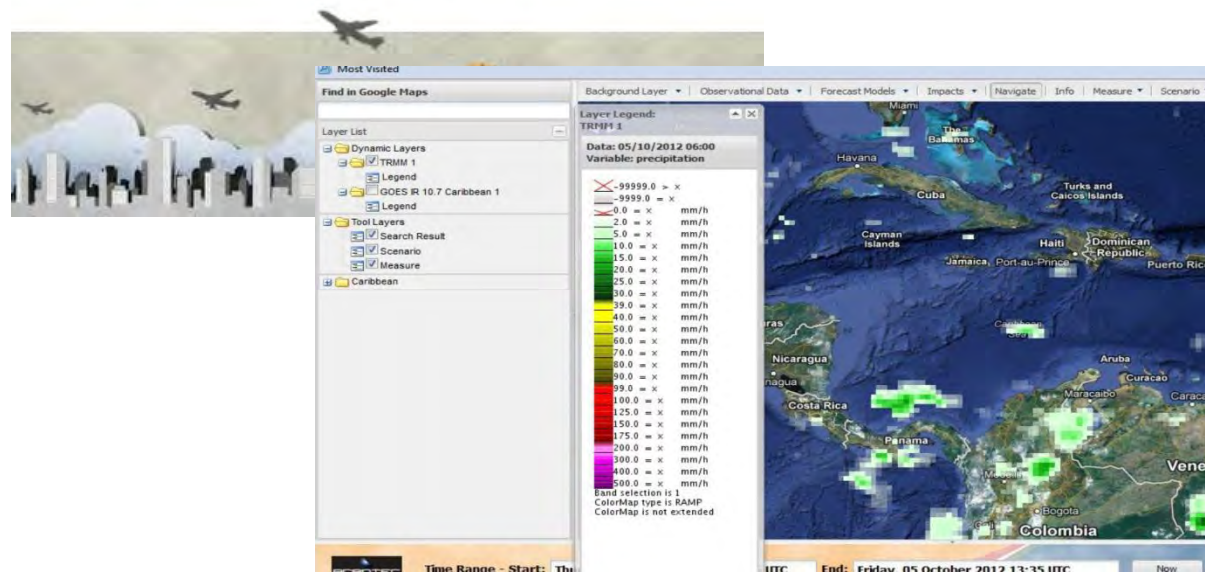 Most Visited
Find in Google Maps
Layer List
Dynamic Layers
TRMM 1
Legend
GOES IR 10.7 Caribbean 1
Legend
Tool Layers
Search Result
Scenario
Measure
Caribbean
Background Layer | Observational Data | Forecast Models | Impacts | Navigate | Info | Measure | Scenario
Layer Legend:
TRMM 1
Data: 05/10/2012 06:00
Variable: precipitation
-99999.0 > x
-9999.0 = x
0.0 = x mm/h
2.0 = x mm/h
5.0 = x mm/h
10.0 = x mm/h
15.0 = x mm/h
20.0 = x mm/h
25.0 = x mm/h
30.0 = x mm/h
39.0 = x mm/h
40.0 = x mm/h
50.0 = x mm/h
60.0 = x mm/h
70.0 = x mm/h
80.0 = x mm/h
90.0 = x mm/h
99.0 = x mm/h
100.0 = x mm/h
125.0 = x mm/h
150.0 = x mm/h
175.0 = x mm/h
200.0 = x mm/h
300.0 = x mm/h
400.0 = x mm/h
500.0 = x mm/h
Band selection is 1
ColorMap type is RAMP
ColorMap is not extended
Miami
The
Bahamas
Havana
Cuba
Turks and
Caicos Islands
Cayman
Islands
Haiti
Dominican
Republic
Jamaica
Port-au-Prince
Puerto Ric
Caribbean
Sea
Nicaragua
Aruba
Curacao
Maracaibo
Costa Rica
Panama
Medellin
Vene
Bogota
Cali
Colombia
Time Range - Start: Thu
UTC
End: Friday, 05 October 2012 13:35 UTC
Now